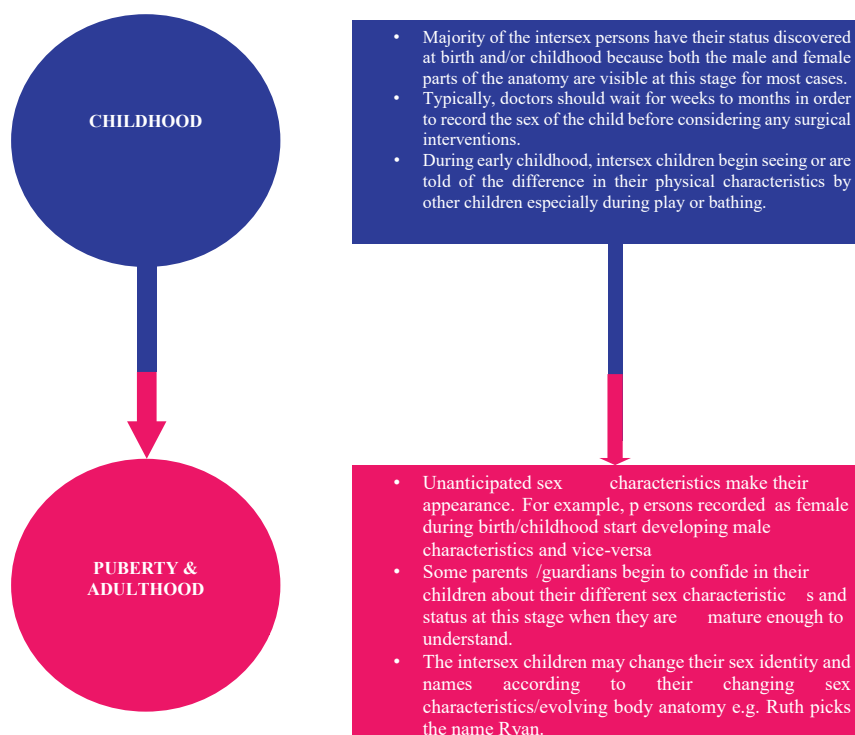 CHILDHOOD
• Majority of the intersex persons have their status discovered
at birth and/or childhood because both the male and female
parts of the anatomy are visible at this stage for most cases.
• Typically, doctors should wait for weeks to months in order
to record the sex of the child before considering any surgical
interventions.
• During early childhood, intersex children begin seeing or are
told of the difference in their physical characteristics by
other children especially during play or bathing.
PUBERTY &
ADULTHOOD
• Unanticipated sex characteristics make their
appearance. For example, p ersons recorded as female
during birth/childhood start developing male
characteristics and vice-versa
• Some parents /guardians begin to confide in their
children about their different sex characteristic s and
status at this stage when they are mature enough to
understand.
• The intersex children may change their sex identity and
names according to their changing sex
characteristics/evolving body anatomy e.g. Ruth picks
the name Ryan.